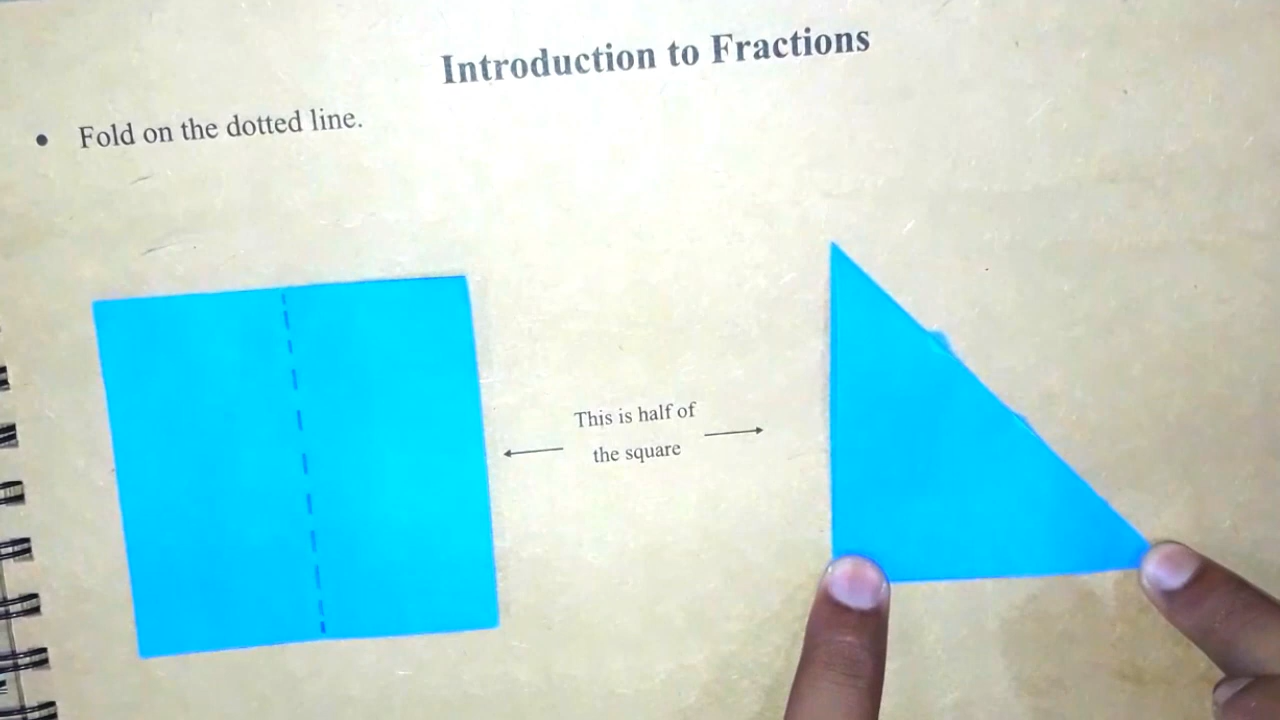 Introduction to Fractions
• Fold on the dotted line.
This is half of
the square